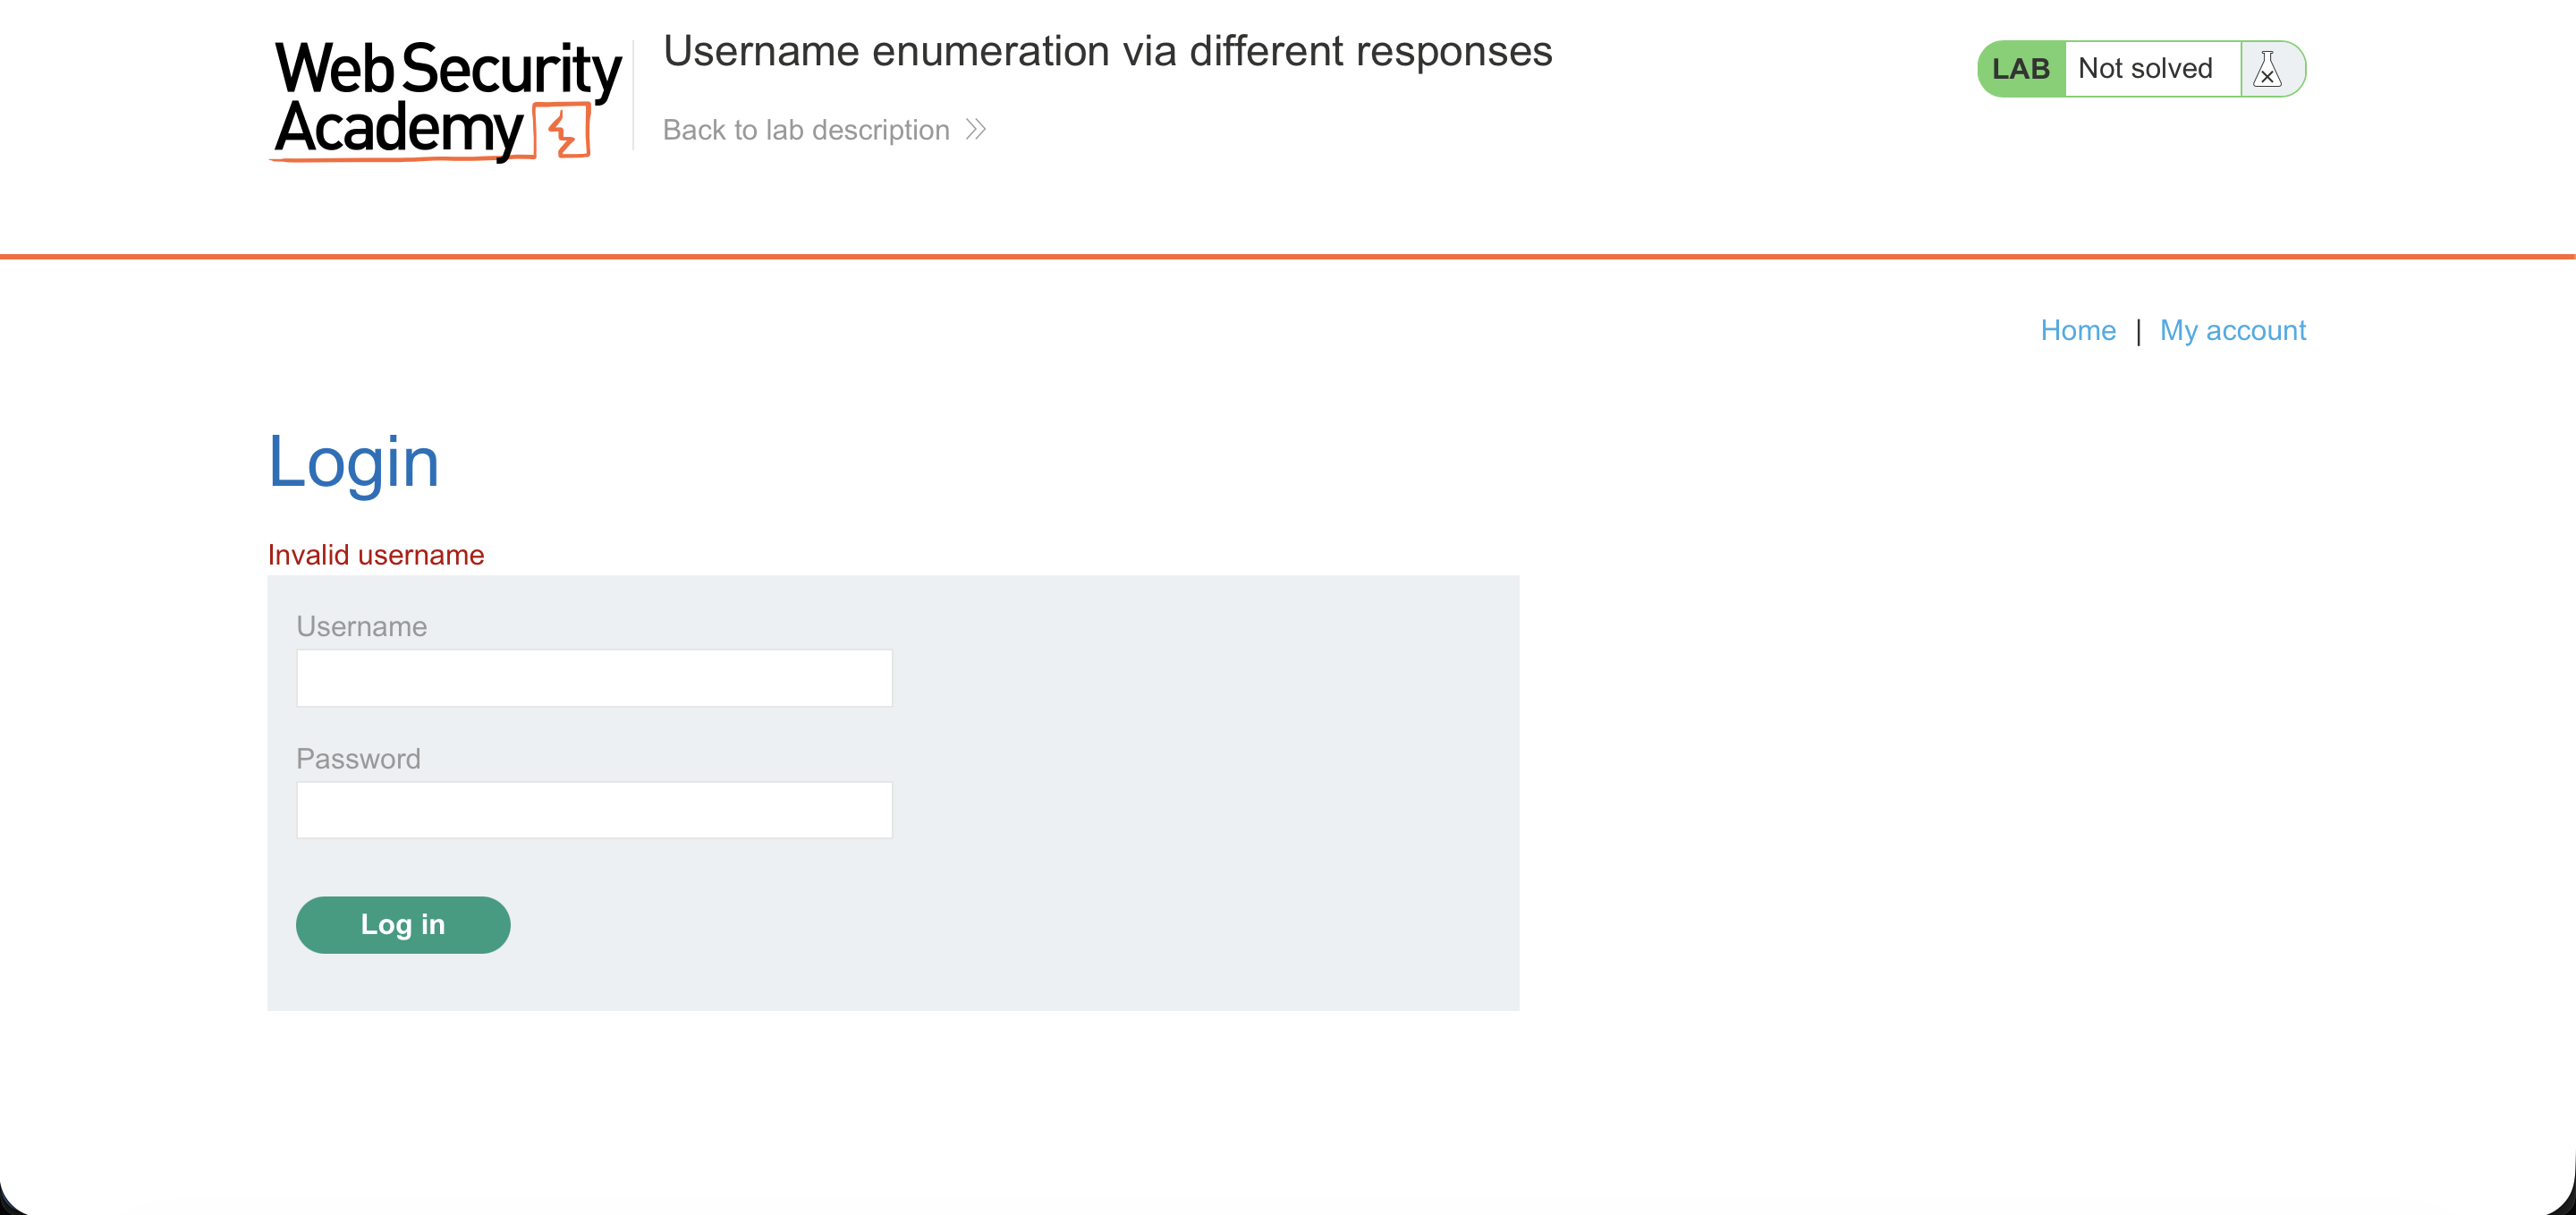 Web Security
Academy
Username enumeration via different responses
Back to lab description
LAB Not solved
Home | My account
Login
Invalid username
Username
Password
Log in